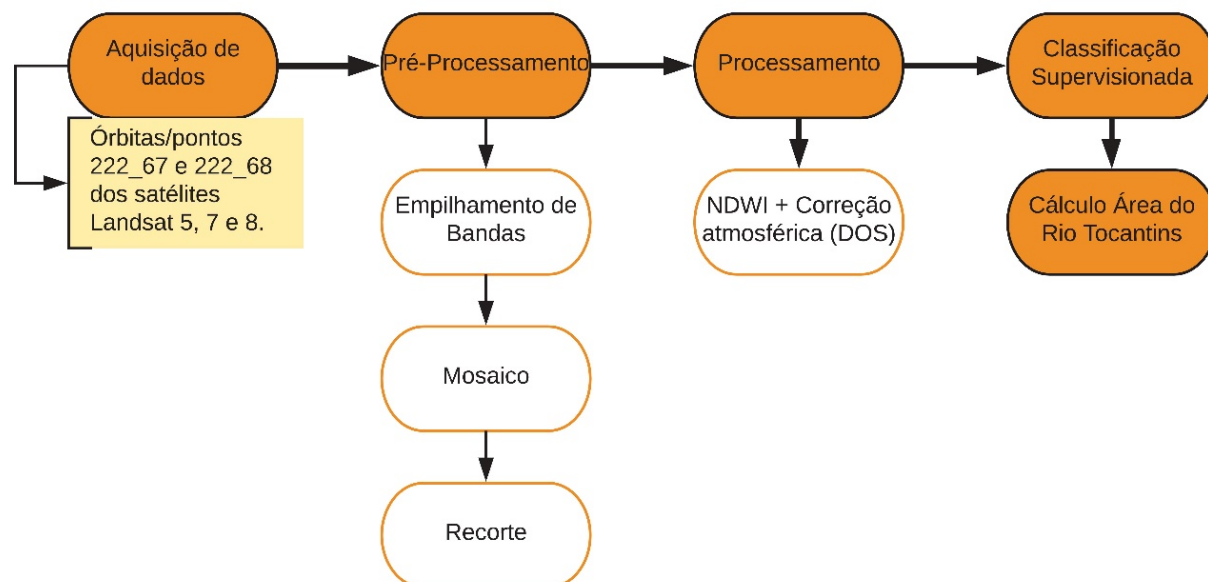 Aquisição de
dados
Pré-Processamento
Processamento
Classificação
Supervisionada
Órbitas/pontos
222_67 e 222_68
dos satélites
Landsat 5, 7 e 8.
Empilhamento de
Bandas
NDWI + Correção
atmosférica (DOS)
Cálculo Área do
Rio Tocantins
Mosaico
Recorte